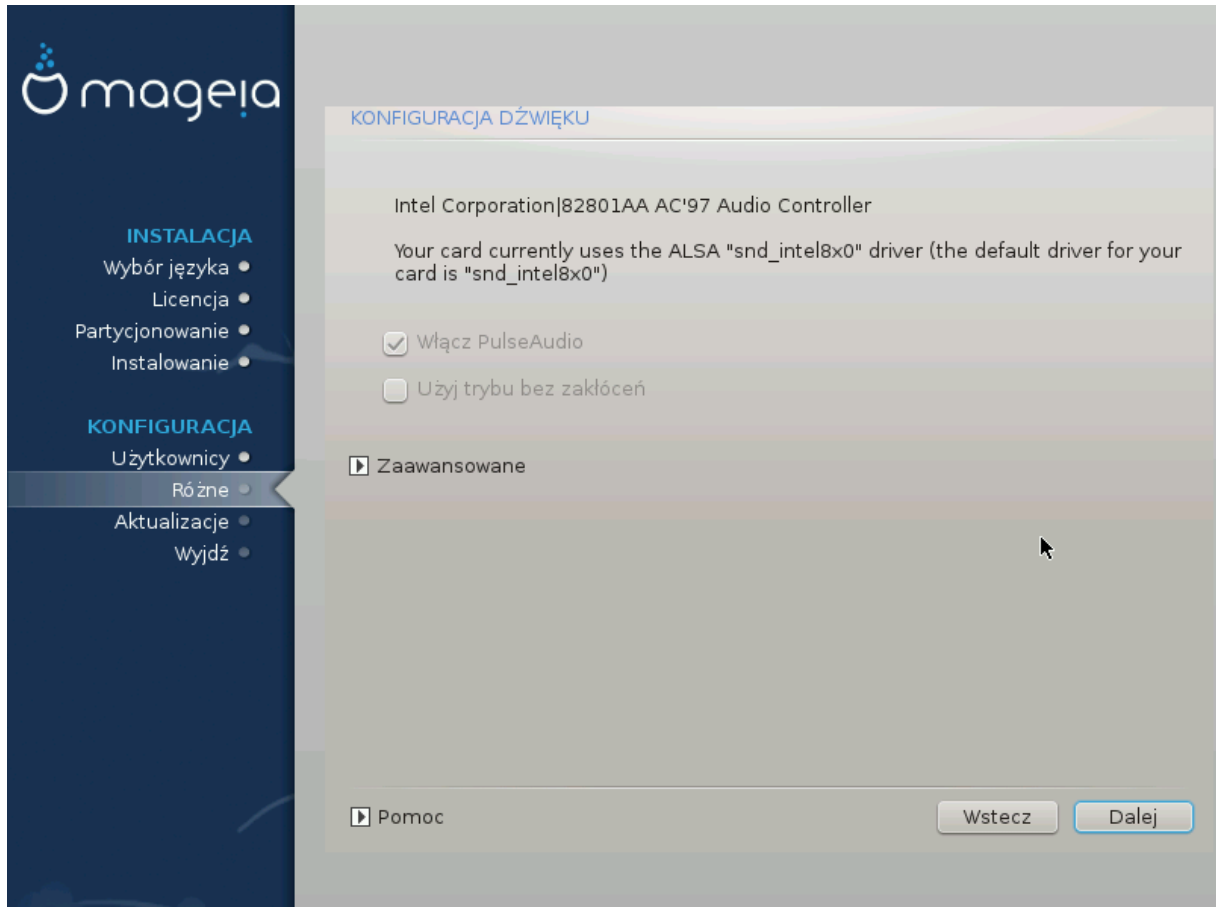 mageia
INSTALACJA
Wybór języka
Licencja
Partycjonowanie
Instalowanie
KONFIGURACJA
Użytkownicy
Różne
Aktualizacje
Wyjdź
KONFIGURACJA DŹWIĘKU
Intel Corporation|82801AA AC'97 Audio Controller
Your card currently uses the ALSA "snd_intel8x0" driver (the default driver for your
card is "snd_intel8x0")
Włącz PulseAudio
Użyj trybu bez zakłóceń
Zaawansowane
Pomoc
Wstecz
Dalej